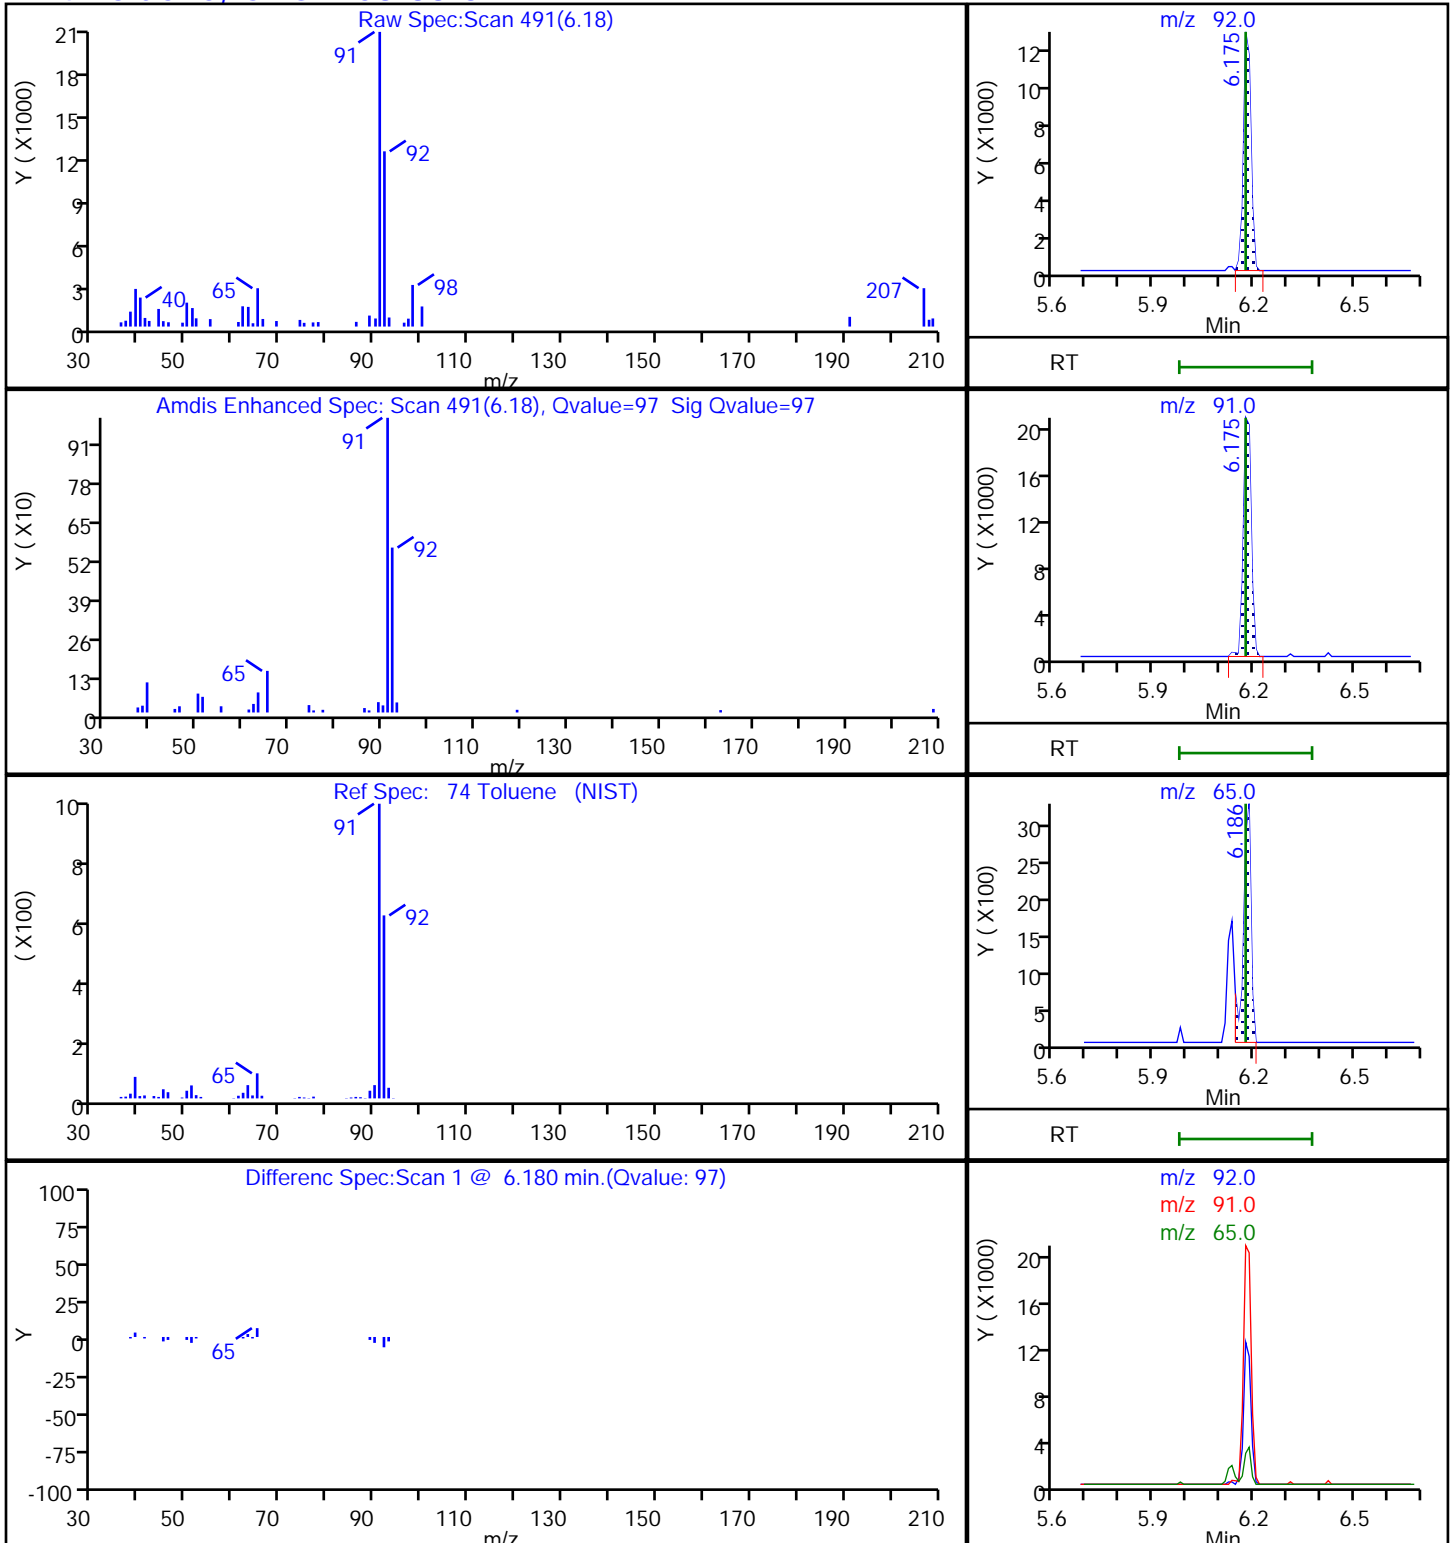 Raw Spec:Scan 491(6.18)
Y ( X1000)
21
18
15
12
9
6
3
0
91
92
40
65
98
207
30 50 70 90 110 130 150 170 190 210
m/z
m/z 92.0
Y ( X1000)
12
10
8
6
4
2
0
6.175
5.6 5.9 6.2 6.5
Min
RT
Amdis Enhanced Spec: Scan 491(6.18), Qvalue=97 Sig Qvalue=97
Y ( X10)
91
78
65
52
39
26
13
0
91
92
65
30 50 70 90 110 130 150 170 190 210
m/z
m/z 91.0
Y ( X1000)
20
16
12
8
4
0
6.175
5.6 5.9 6.2 6.5
Min
RT
Ref Spec: 74 Toluene (NIST)
( X100)
10
8
6
4
2
0
91
92
65
30 50 70 90 110 130 150 170 190 210
m/z 65.0
Y ( X100)
30
25
20
15
10
5
0
6.186
5.6 5.9 6.2 6.5
Min
RT
Differenc Spec:Scan 1 @ 6.180 min.(Qvalue: 97)
Y
100
75
50
25
0
-25
-50
-75
-100
65
30 50 70 90 110 130 150 170 190 210
m/z
m/z 92.0
m/z 91.0
m/z 65.0
Y ( X1000)
20
16
12
8
4
0
5.6 5.9 6.2 6.5
Min